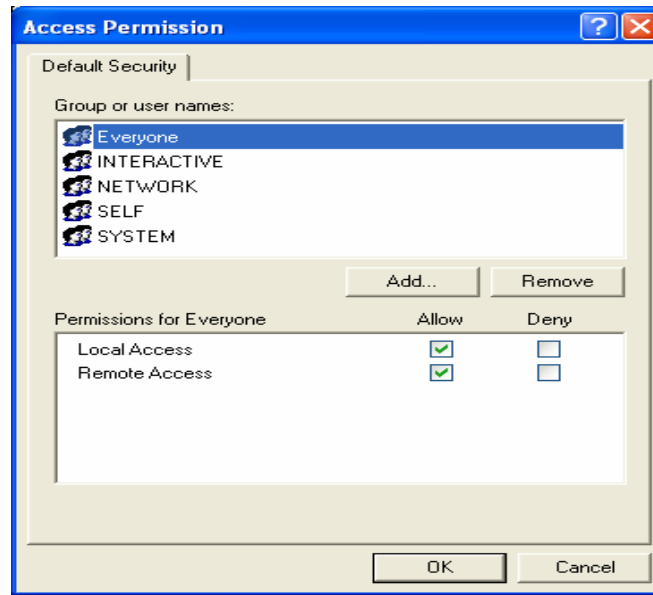 Access Permission
Default Security
Group or user names:
Everyone
INTERACTIVE
NETWORK
SELF
SYSTEM
Add... Remove
Permissions for Everyone Allow Deny
Local Access
Remote Access
OK Cancel